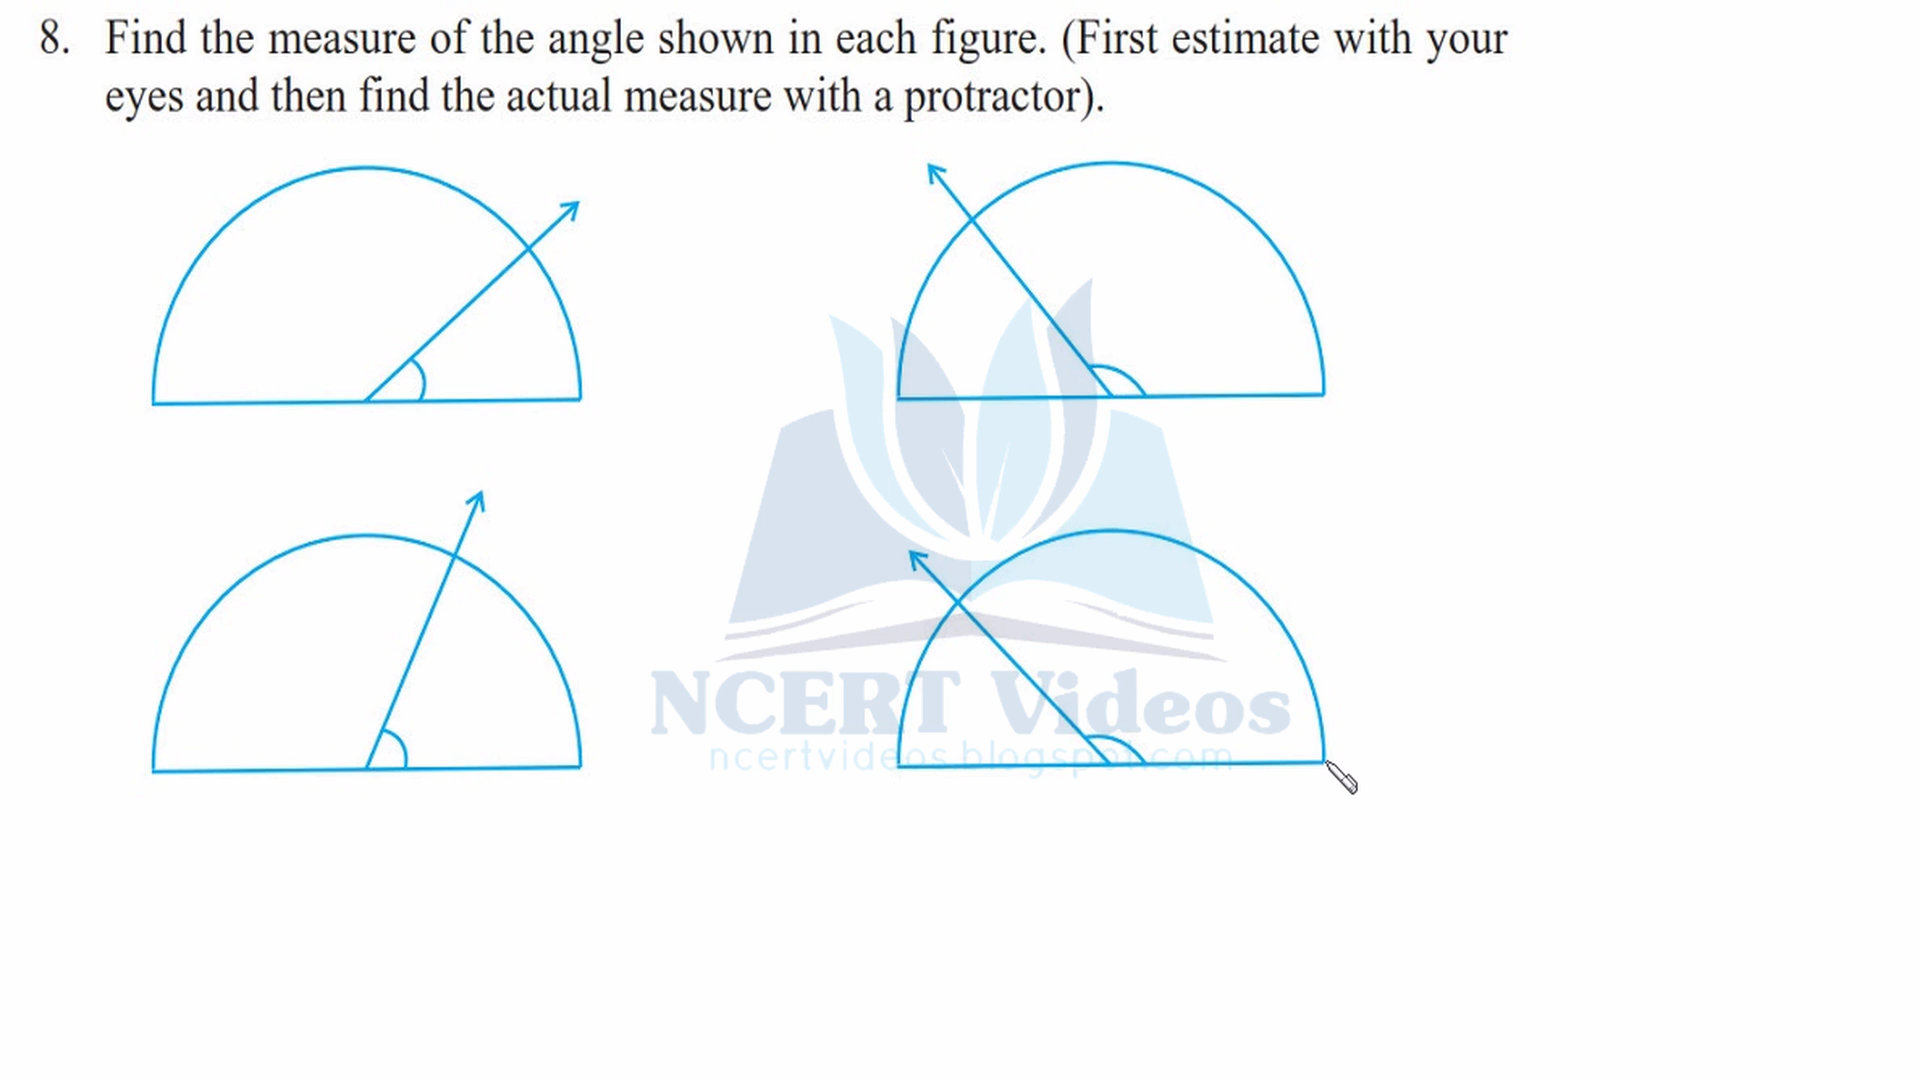 8. Find the measure of the angle shown in each figure. (First estimate with your
eyes and then find the actual measure with a protractor).
NCERT Videos
ncertvideos.blogspot.com